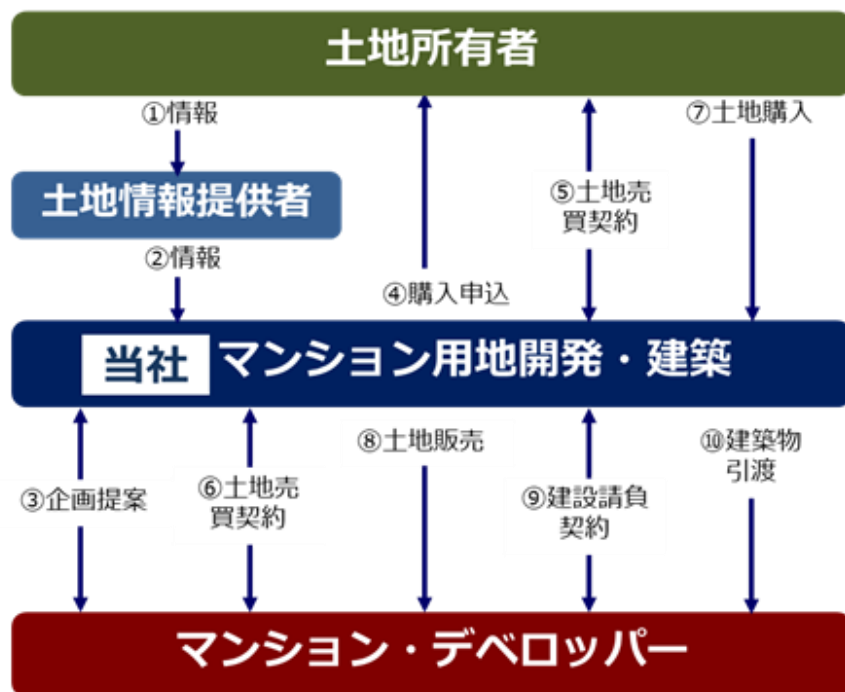 土地所有者
①情報
⑦土地購入
土地情報提供者
⑤土地売
買契約
②情報
④購入申込
当社 マンション用地開発・建築
⑧土地販売
⑩建築物
引渡
③企画提案
⑥土地売
買契約
⑨建設請負
契約
マンション・デベロッパー